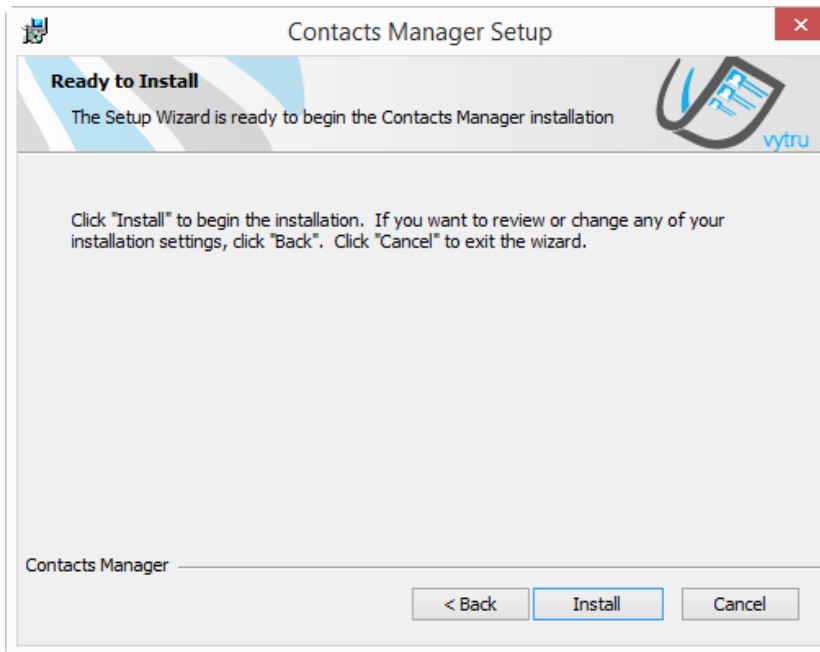 Contacts Manager Setup
Ready to Install
The Setup Wizard is ready to begin the Contacts Manager installation
vytru
Click "Install" to begin the installation.  If you want to review or change any of your
installation settings, click "Back".  Click "Cancel" to exit the wizard.
Contacts Manager
< Back
Install
Cancel